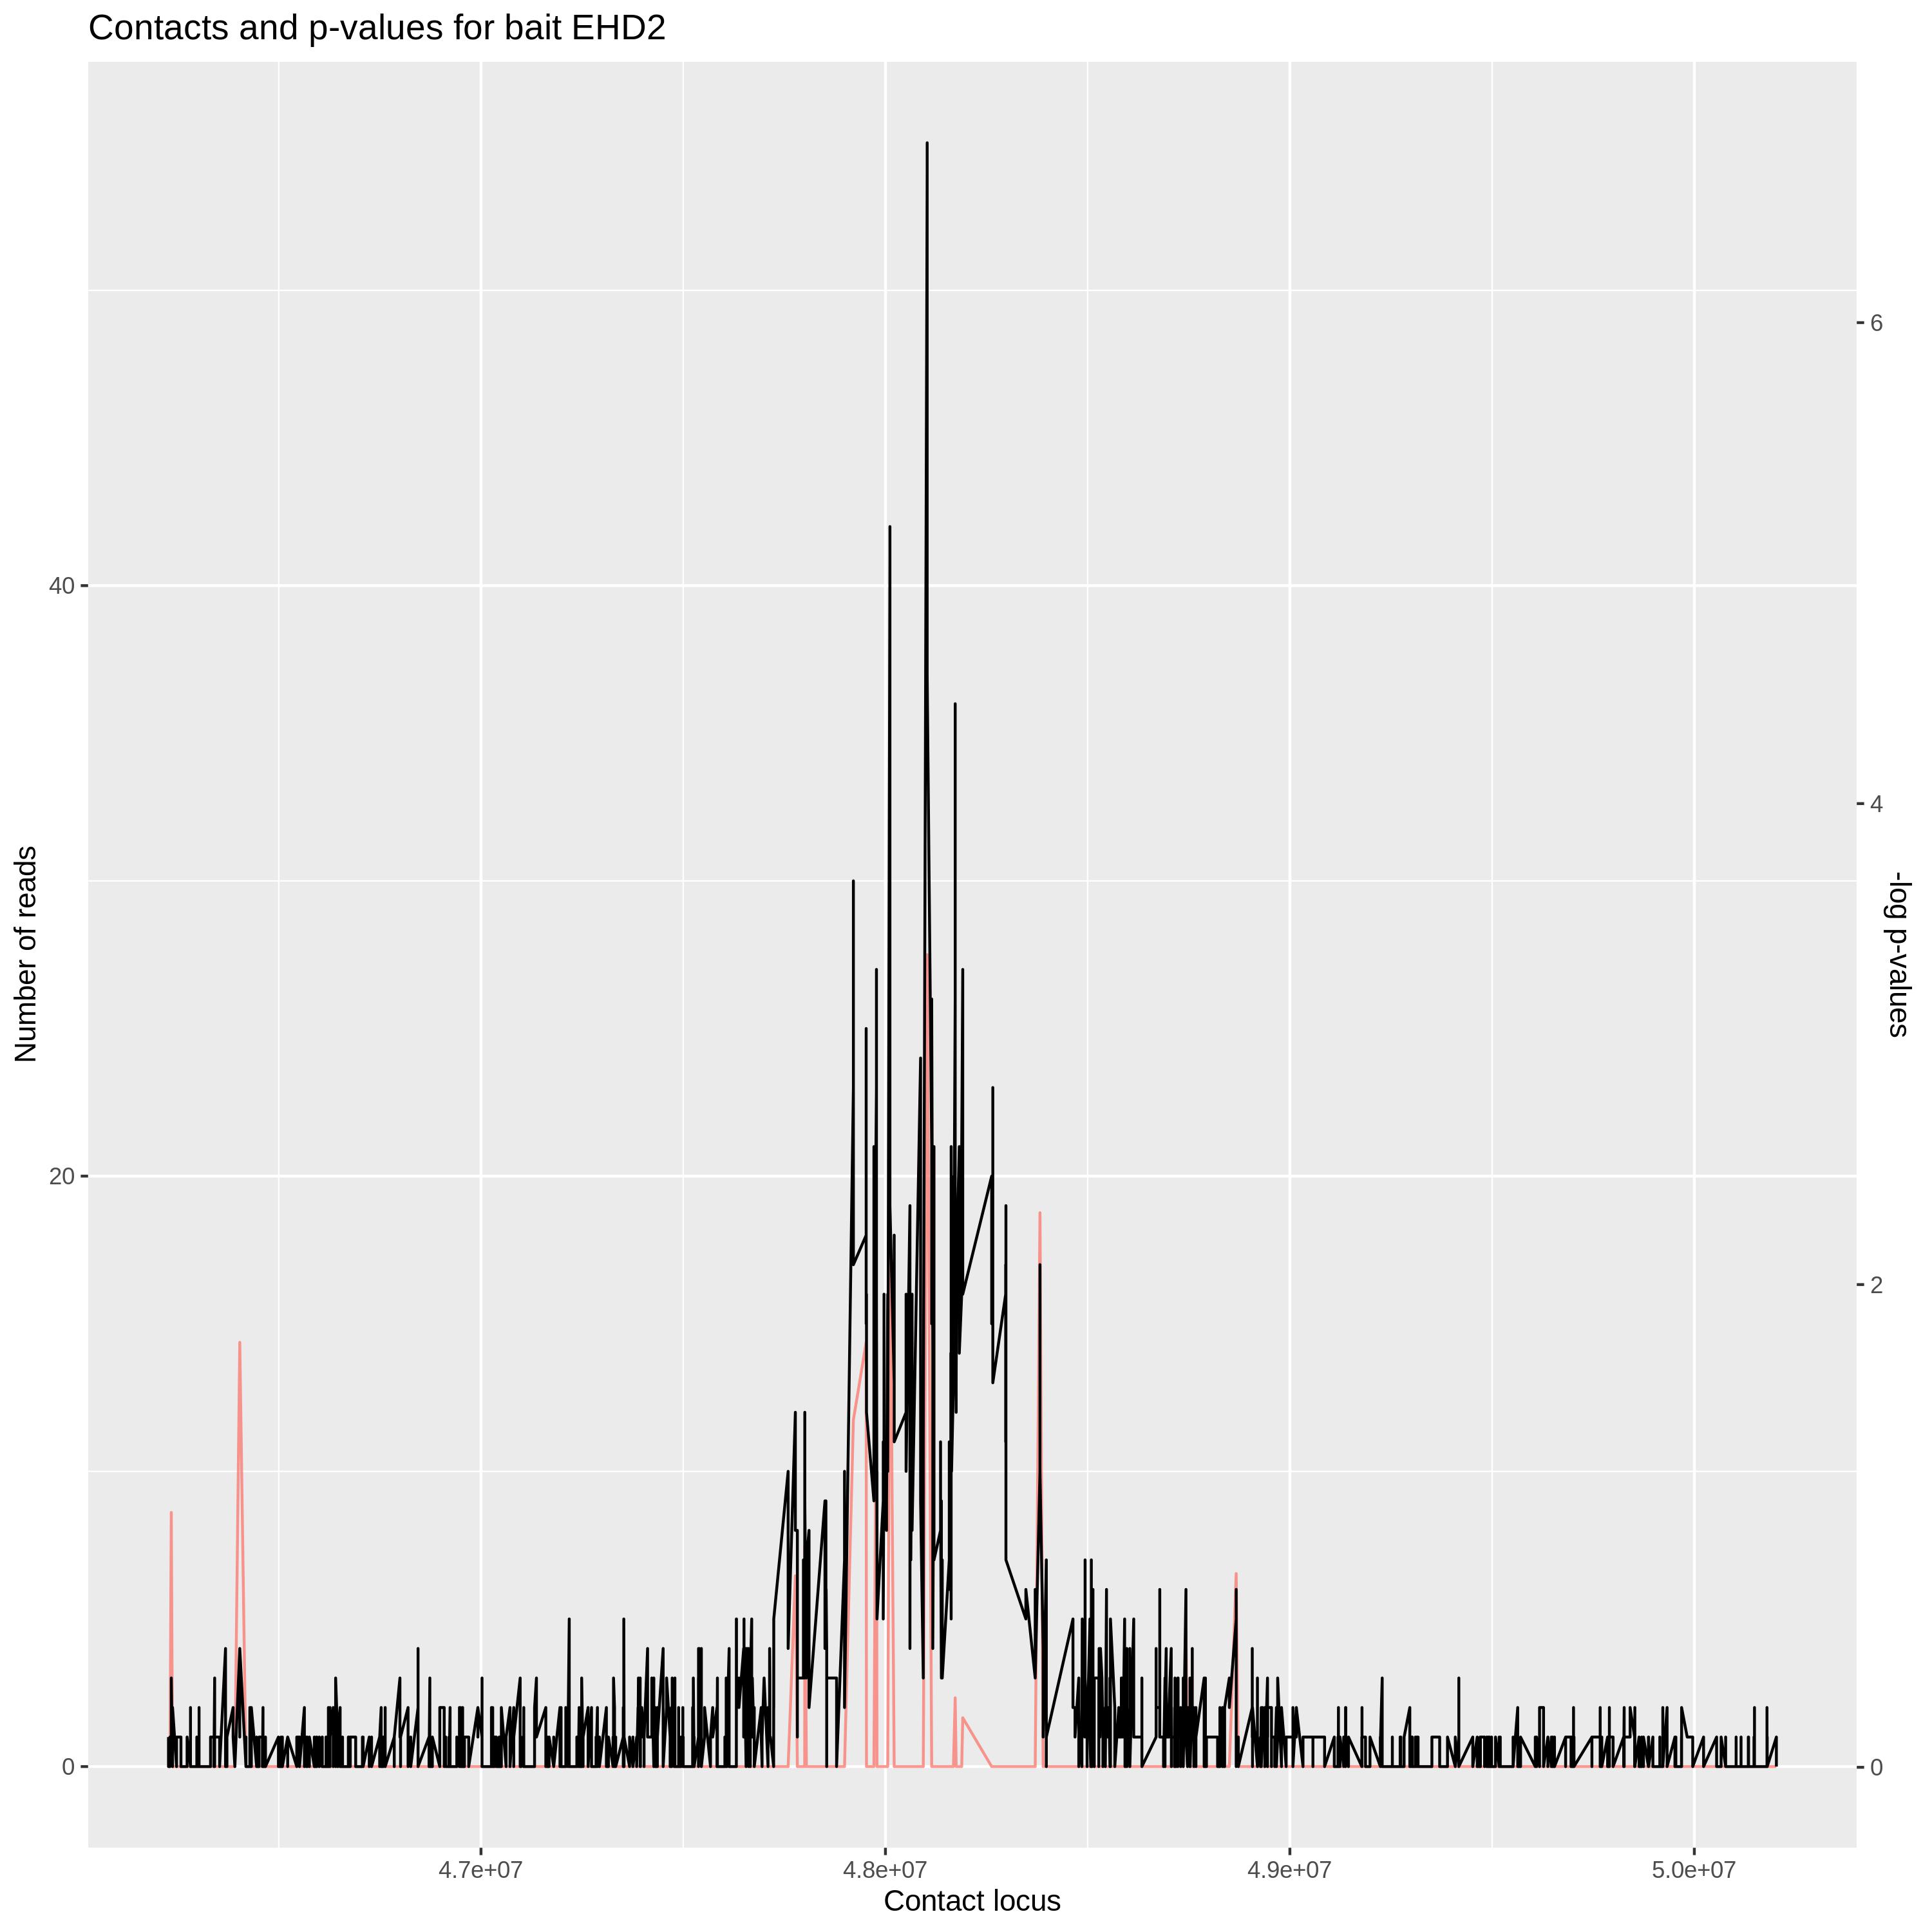 Contacts and p-values for bait EHD2
Number of reads
40
20
0
6
4
2
0
-log p-values
4.7e+07
4.8e+07
4.9e+07
5.0e+07
Contact locus